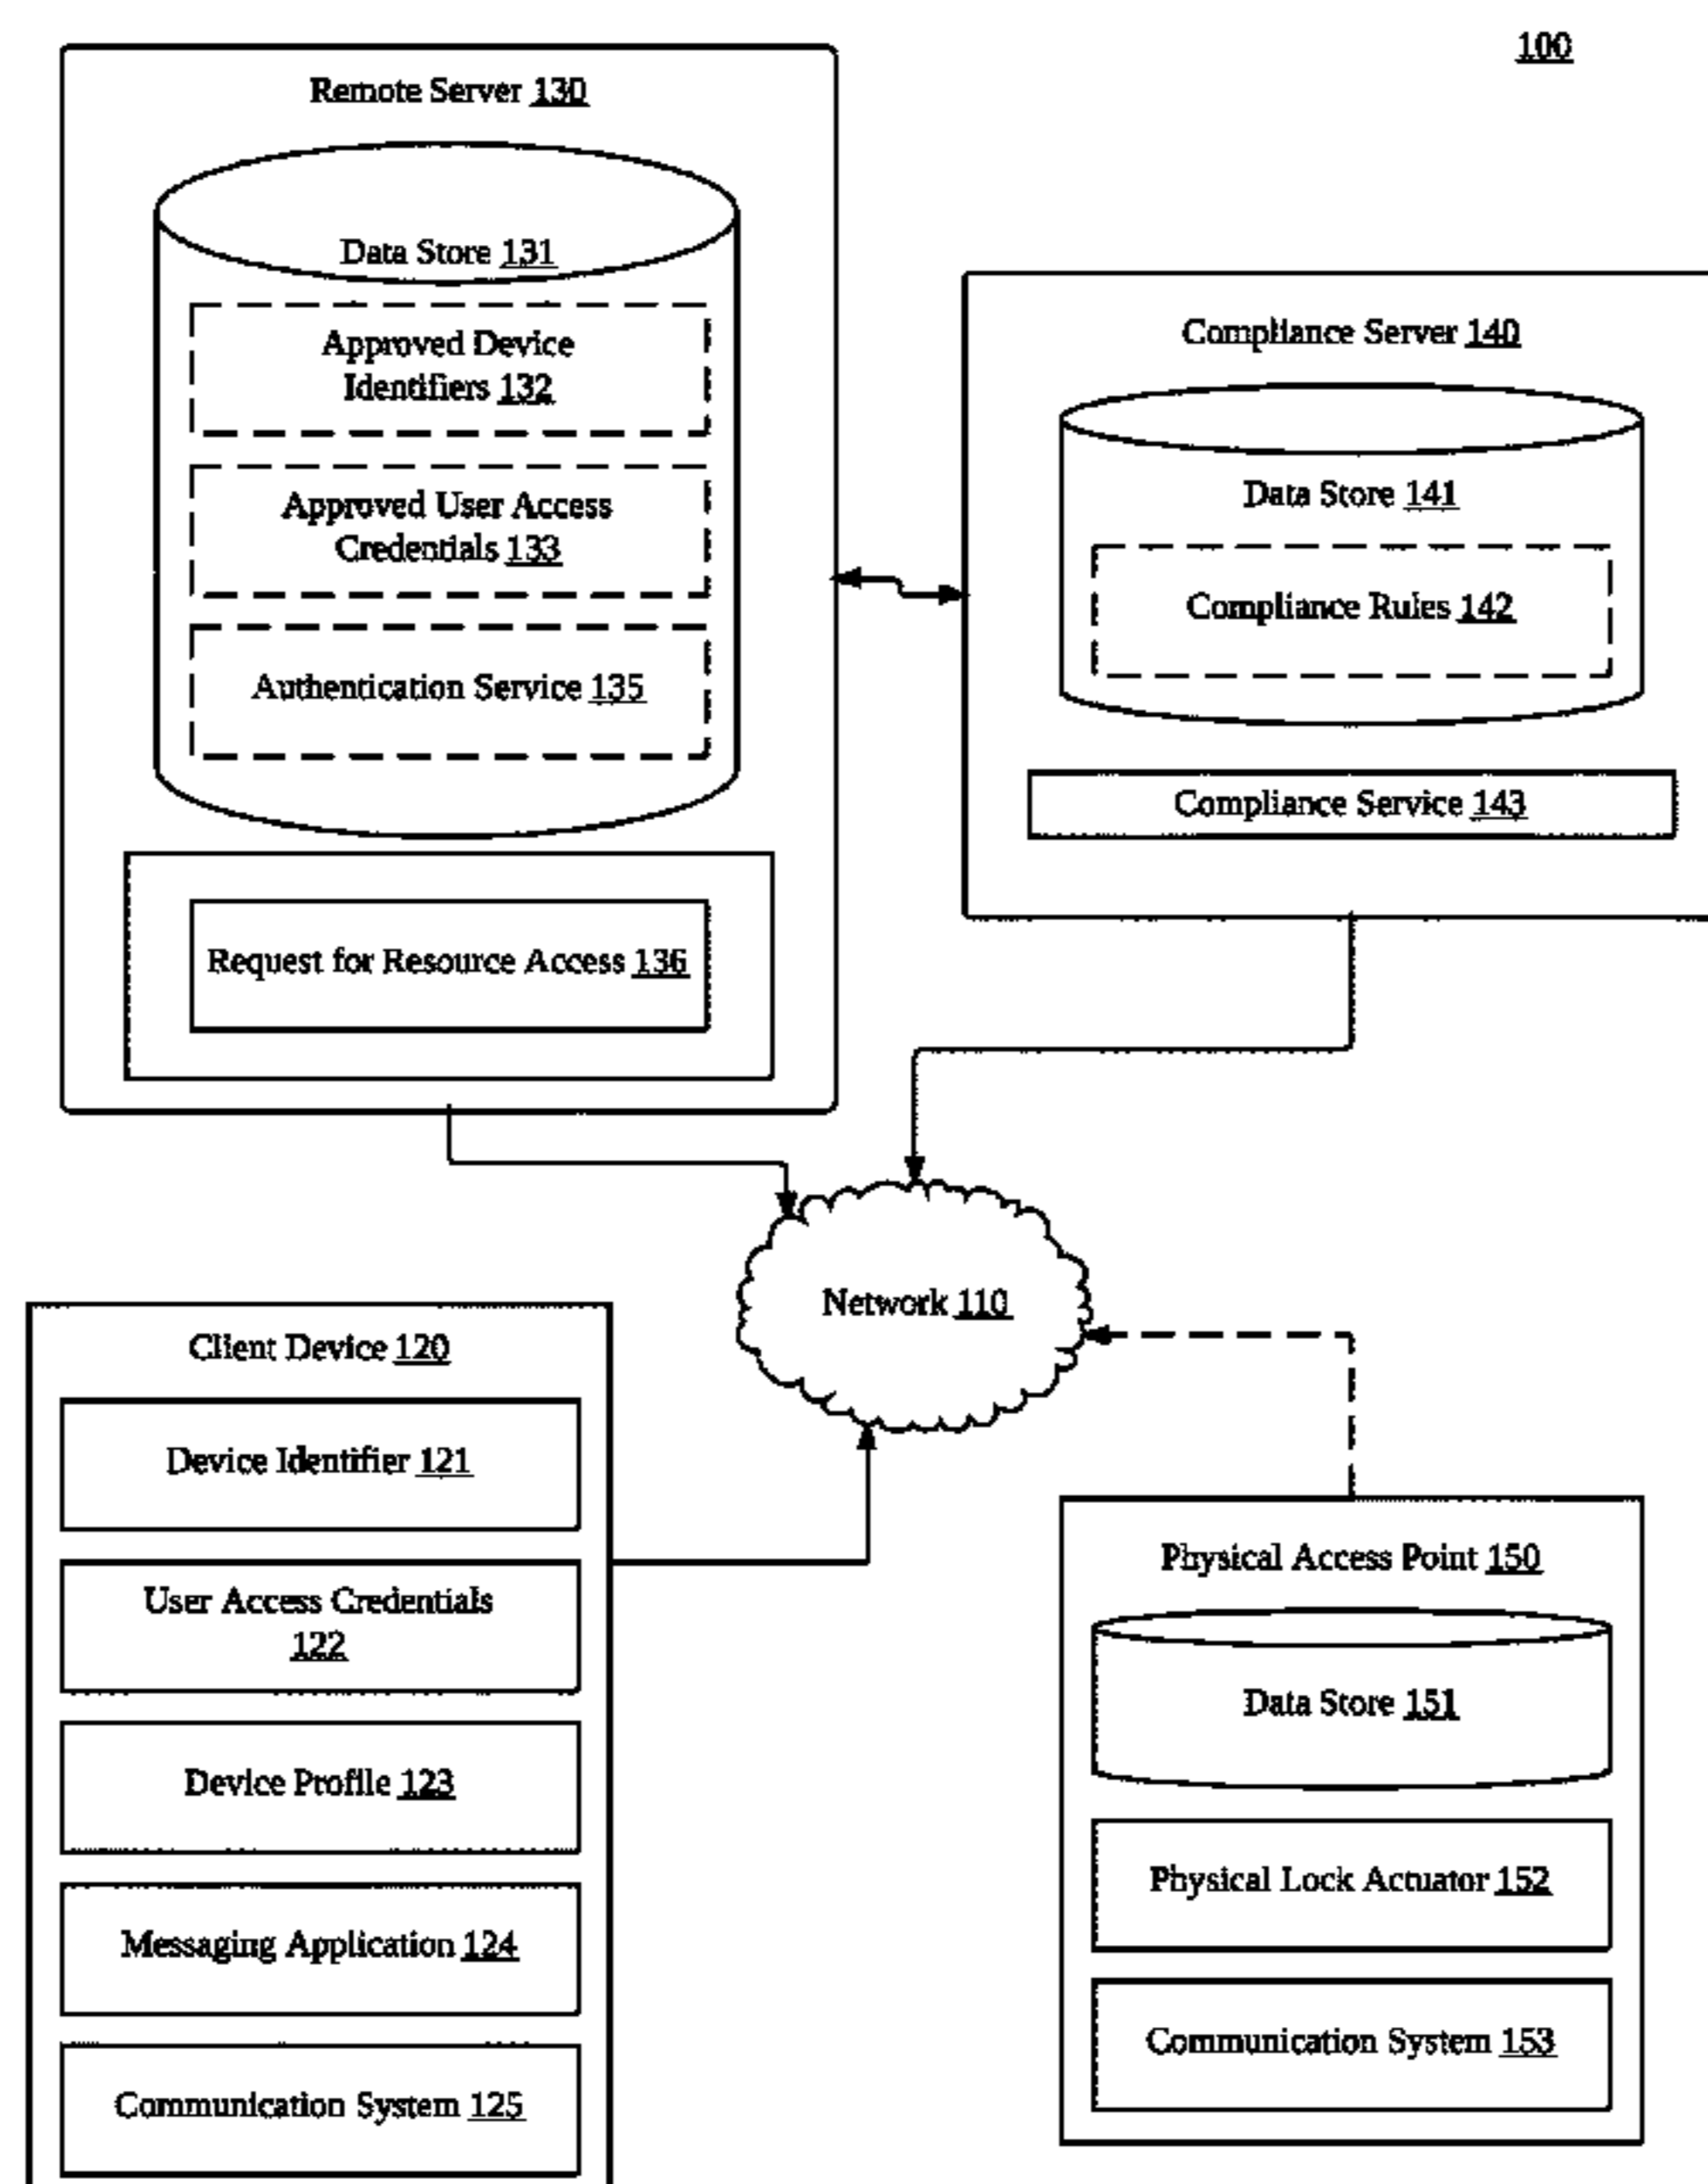 100
Remote Server 130
Data Store 131
Approved Device
Identifiers 132
Approved User Access
Credentials 133
Authentication Service 135
Request for Resource Access 136
Compliance Server 140
Data Store 141
Compliance Rules 142
Compliance Service 143
Network 110
Client Device 120
Device Identifier 121
User Access Credentials
122
Device Profile 123
Messaging Application 124
Communication System 125
Physical Access Point 150
Data Store 151
Physical Lock Actuator 152
Communication System 153